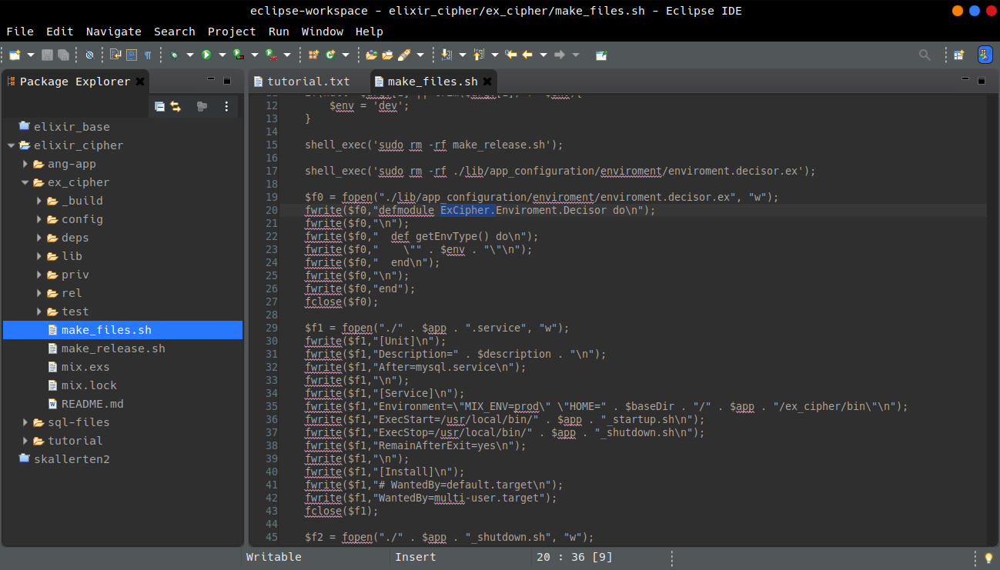 eclipse-workspace - elixir_cipher/ex_cipher/make_files.sh - Eclipse IDE
File Edit Navigate Search Project Run Window Help
Package Explorer
tutorial.txt
make_files.sh
elixir_base
elixir_cipher
ang-app
ex_cipher
_build
config
deps
lib
priv
rel
test
make_files.sh
make_release.sh
mix.exs
mix.lock
README.md
sql-files
tutorial
skallerten2
12 $env = 'dev';
13 }
14
15 shell_exec('sudo rm -rf make_release.sh');
16
17 shell_exec('sudo rm -rf ./lib/app_configuration/enviroment/enviroment.decisor.ex');
18
19 $f0 = fopen("./lib/app_configuration/enviroment/enviroment.decisor.ex", "w");
20 fwrite($f0,"defmodule ExCipher.Enviroment.Decisor do\n");
21 fwrite($f0,"\n");
22 fwrite($f0,"  def getEnvType() do\n");
23 fwrite($f0,"    \"" . $env . "\"\n");
24 fwrite($f0,"  end\n");
25 fwrite($f0,"\n");
26 fwrite($f0,"end");
27 fclose($f0);
28
29 $f1 = fopen("./" . $app . ".service", "w");
30 fwrite($f1,"[Unit]\n");
31 fwrite($f1,"Description=" . $description . "\n");
32 fwrite($f1,"After=mysql.service\n");
33 fwrite($f1,"\n");
34 fwrite($f1,"[Service]\n");
35 fwrite($f1,"Environment=\"MIX_ENV=prod\" \"HOME=" . $baseDir . "/" . $app . "/ex_cipher/bin\"\n");
36 fwrite($f1,"ExecStart=/usr/local/bin/" . $app . "_startup.sh\n");
37 fwrite($f1,"ExecStop=/usr/local/bin/" . $app . "_shutdown.sh\n");
38 fwrite($f1,"RemainAfterExit=yes\n");
39 fwrite($f1,"\n");
40 fwrite($f1,"[Install]\n");
41 fwrite($f1,"# WantedBy=default.target\n");
42 fwrite($f1,"WantedBy=multi-user.target");
43 fclose($f1);
44
45 $f2 = fopen("./" . $app . "_shutdown.sh", "w");
Writable Insert 20 : 36 [9]